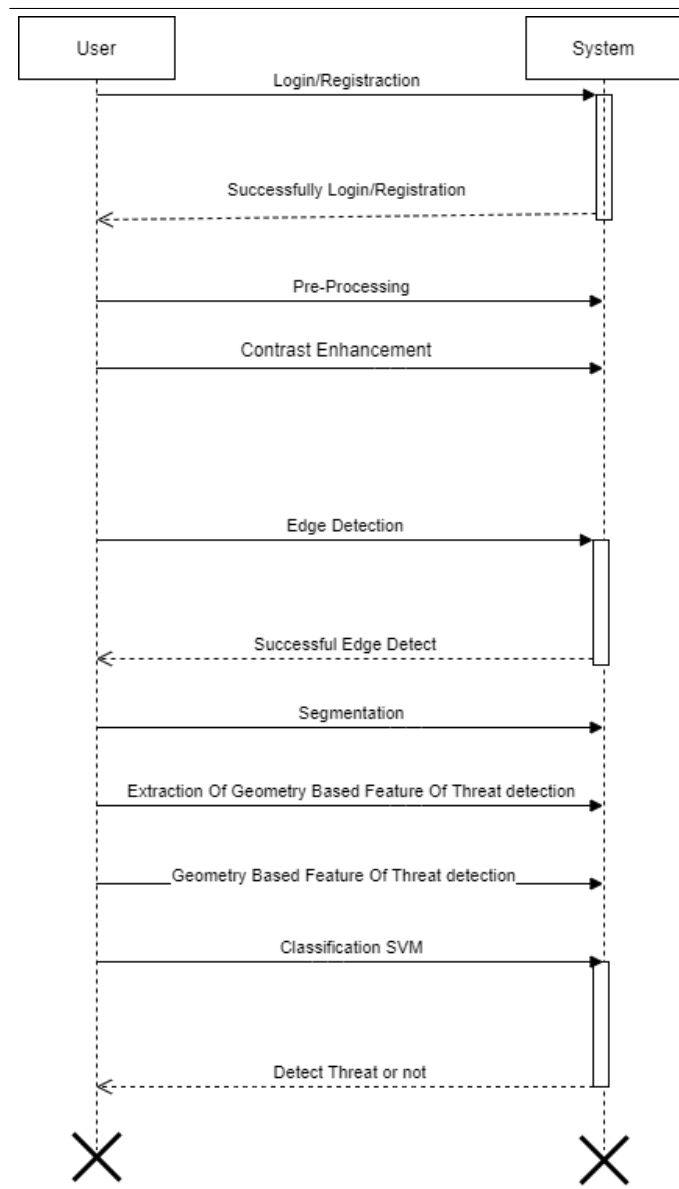 User
System
Login/Registraction
Successfully Login/Registration
Pre-Processing
Contrast Enhancement
Edge Detection
Successful Edge Detect
Segmentation
Extraction Of Geometry Based Feature Of Threat detection
Geometry Based Feature Of Threat detection
Classification SVM
Detect Threat or not